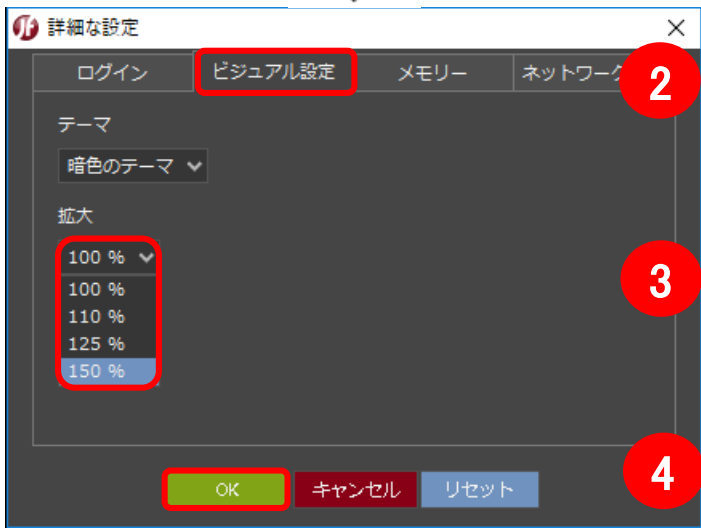 詳細な設定
ログイン ビジュアル設定 メモリー ネットワーク
2
テーマ
暗色のテーマ
拡大
100 %
100 %
110 %
125 %
150 %
3
OK キャンセル リセット
4